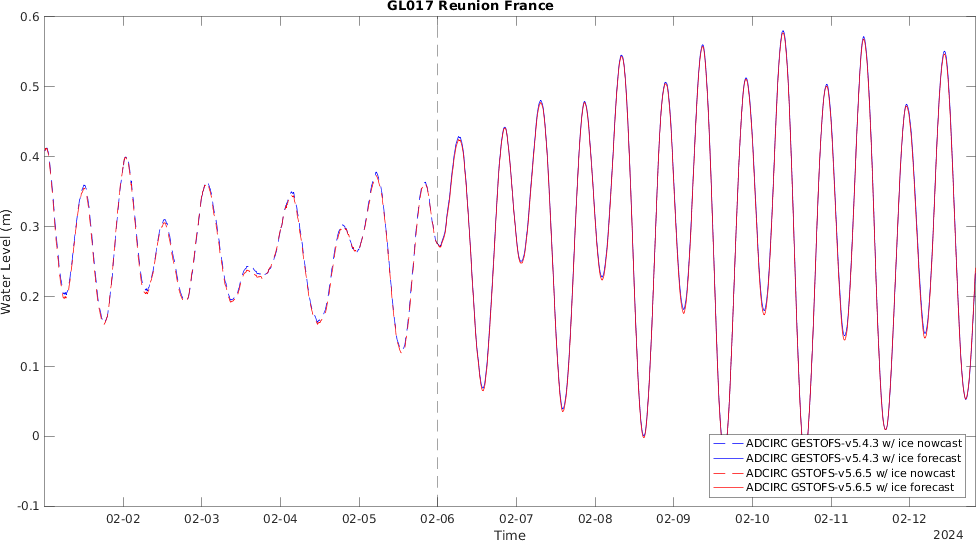 GL017 Reunion France
0.6
0.5
0.4
0.3
0.2
0.1
0
-0.1
Water Level (m)
ADCIRC GESTOFS-v5.4.3 w/ ice nowcast
ADCIRC GESTOFS-v5.4.3 w/ ice forecast
ADCIRC GSTOFS-v5.6.5 w/ ice nowcast
ADCIRC GSTOFS-v5.6.5 w/ ice forecast
02-02 02-03 02-04 02-05 02-06 02-07 02-08 02-09 02-10 02-11 02-12
Time
2024